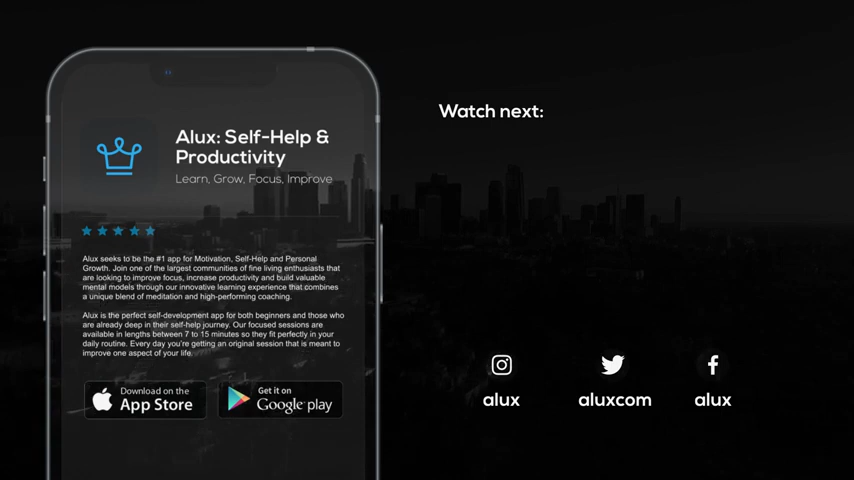 Alux: Self-Help &
Productivity
Learn, Grow, Focus, Improve
Alux seeks to be the #1 app for Motivation, Self-Help and Personal
Growth. Join one of the largest communities of fine living enthusiasts that
are looking to improve focus, increase productivity and build valuable
mental models through our innovative learning experience that combines
a unique blend of meditation and high-performing coaching.
Alux is the perfect self-development app for both beginners and those who
are already deep in their self-help journey. Our focused sessions are
available in lengths between 7 to 15 minutes so they fit perfectly in your
daily routine. Every day you're getting an original session that is meant to
improve one aspect of your life.
Download on the
App Store
Get it on
Google play
Watch next:
alux
aluxcom
alux